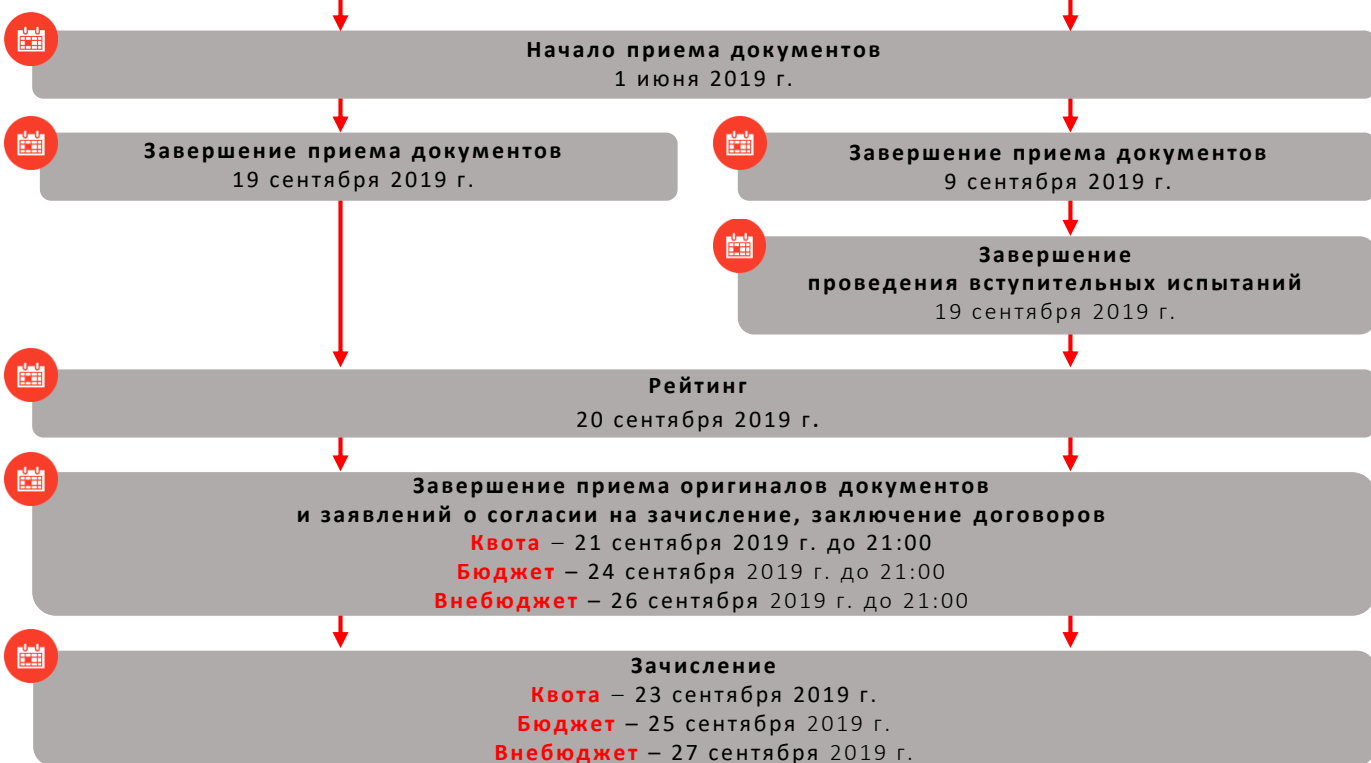 Начало приема документов
1 июня 2019 г.
Завершение приема документов
19 сентября 2019 г.
Завершение приема документов
9 сентября 2019 г.
Завершение
проведения вступительных испытаний
19 сентября 2019 г.
Рейтинг
20 сентября 2019 г.
Завершение приема оригиналов документов
и заявлений о согласии на зачисление, заключение договоров
Квота – 21 сентября 2019 г. до 21:00
Бюджет – 24 сентября 2019 г. до 21:00
Внебюджет – 26 сентября 2019 г. до 21:00
Зачисление
Квота – 23 сентября 2019 г.
Бюджет – 25 сентября 2019 г.
Внебюджет – 27 сентября 2019 г.